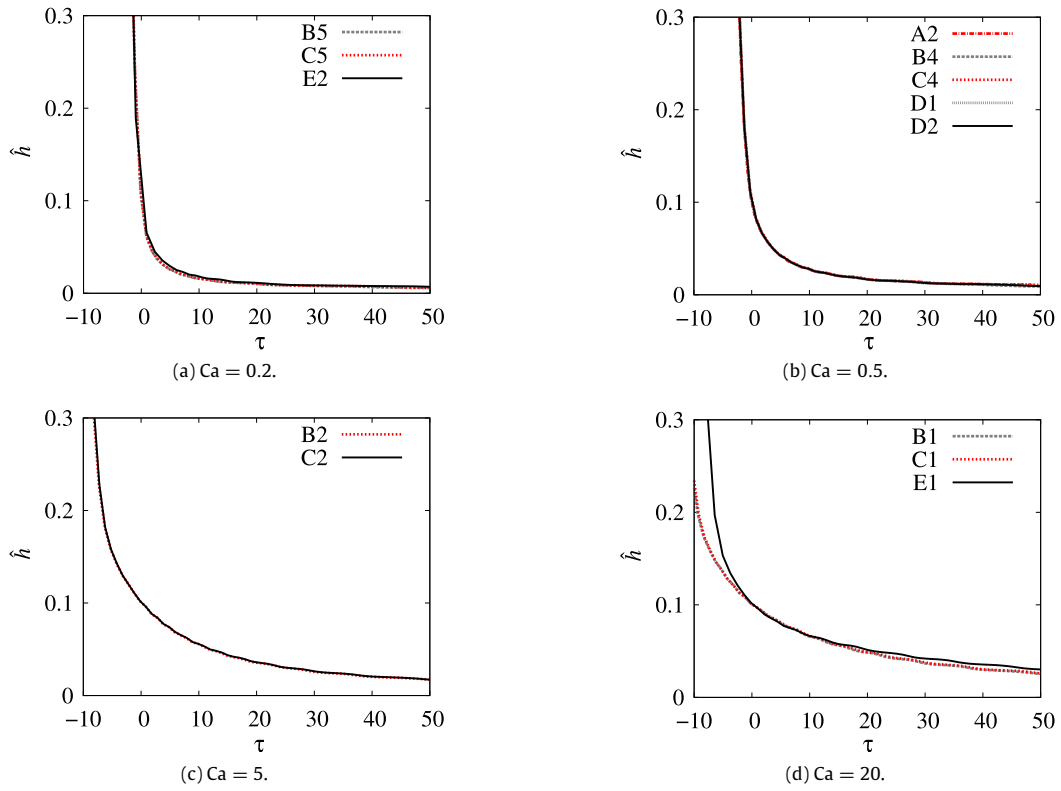 0.3
B5
C5
E2
0.2
ĥ
0.1
0
−10 0 10 20 30 40 50
τ
(a) Ca = 0.2.
0.3
A2
B4
C4
D1
D2
0.2
ĥ
0.1
0
−10 0 10 20 30 40 50
τ
(b) Ca = 0.5.
0.3
B2
C2
0.2
ĥ
0.1
0
−10 0 10 20 30 40 50
τ
(c) Ca = 5.
0.3
B1
C1
E1
0.2
ĥ
0.1
0
−10 0 10 20 30 40 50
τ
(d) Ca = 20.